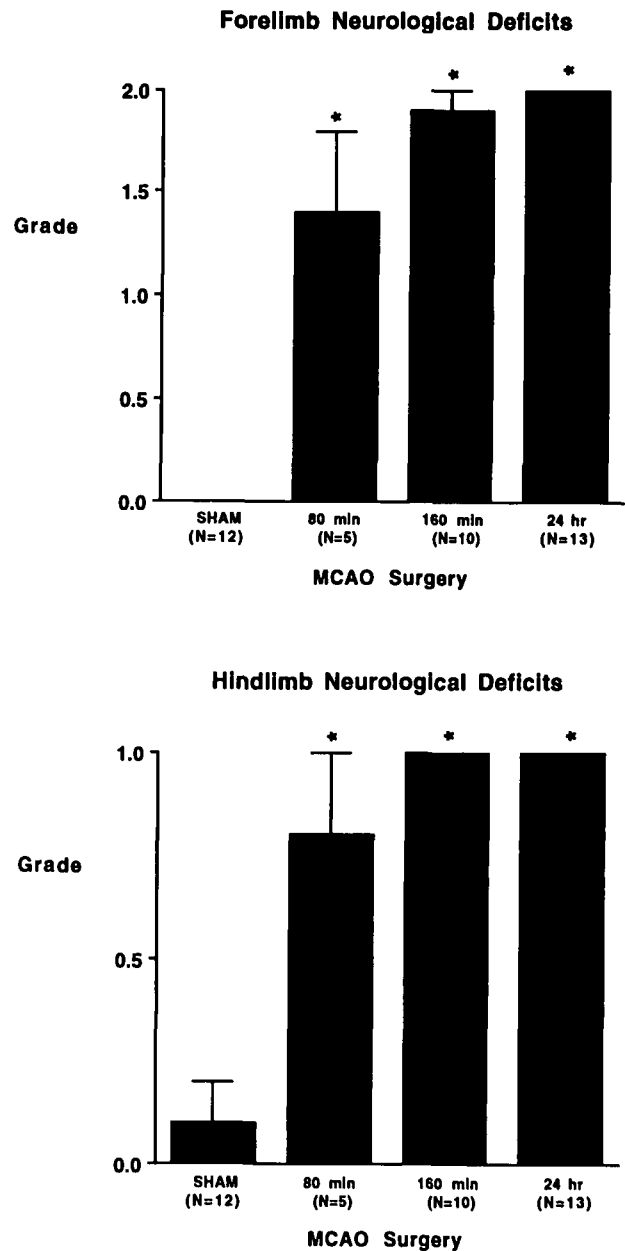 Forelimb Neurological Deficits
* * *
2.0
1.5
Grade
1.0
0.5
0.0
SHAM 80 min 160 min 24 hr
(N=12) (N=5) (N=10) (N=13)
MCAO Surgery
Hindlimb Neurological Deficits
* * *
1.0
Grade
0.5
0.0
SHAM 80 min 160 min 24 hr
(N=12) (N=5) (N=10) (N=13)
MCAO Surgery